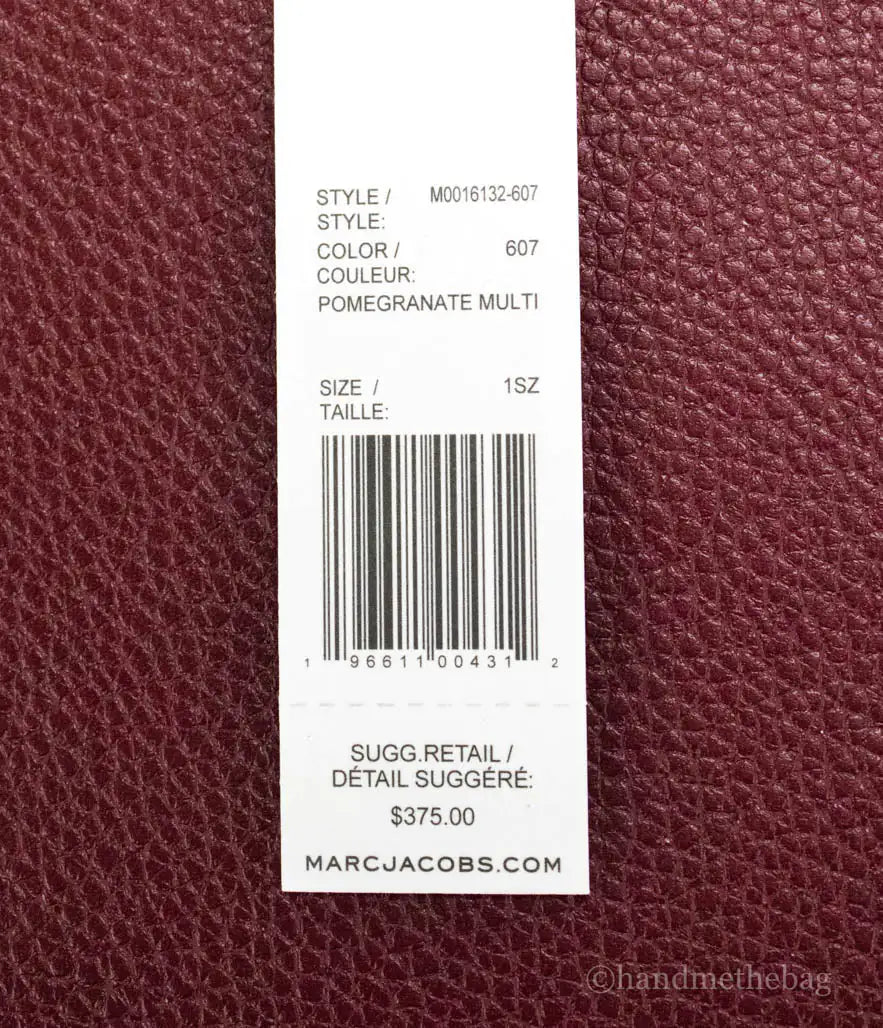 STYLE / M0016132-607
STYLE:
COLOR / 607
COULEUR:
POMEGRANATE MULTI
SIZE / 1SZ
TAILLE:
1 96611 00431 2
SUGG.RETAIL /
DÉTAIL SUGGÉRÉ:
$375.00
MARCJACOBS.COM
©handmethebag